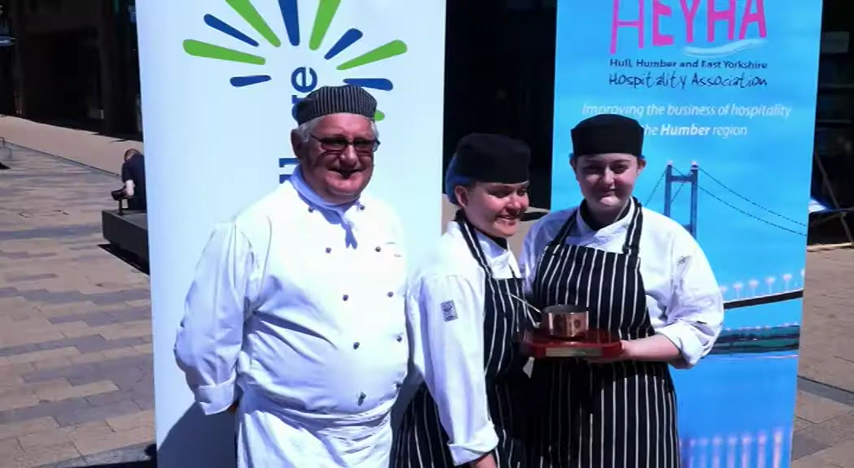 HEYHA
Hull, Humber and East Yorkshire
Hospitality Association
Improving the business of hospitality
the Humber region